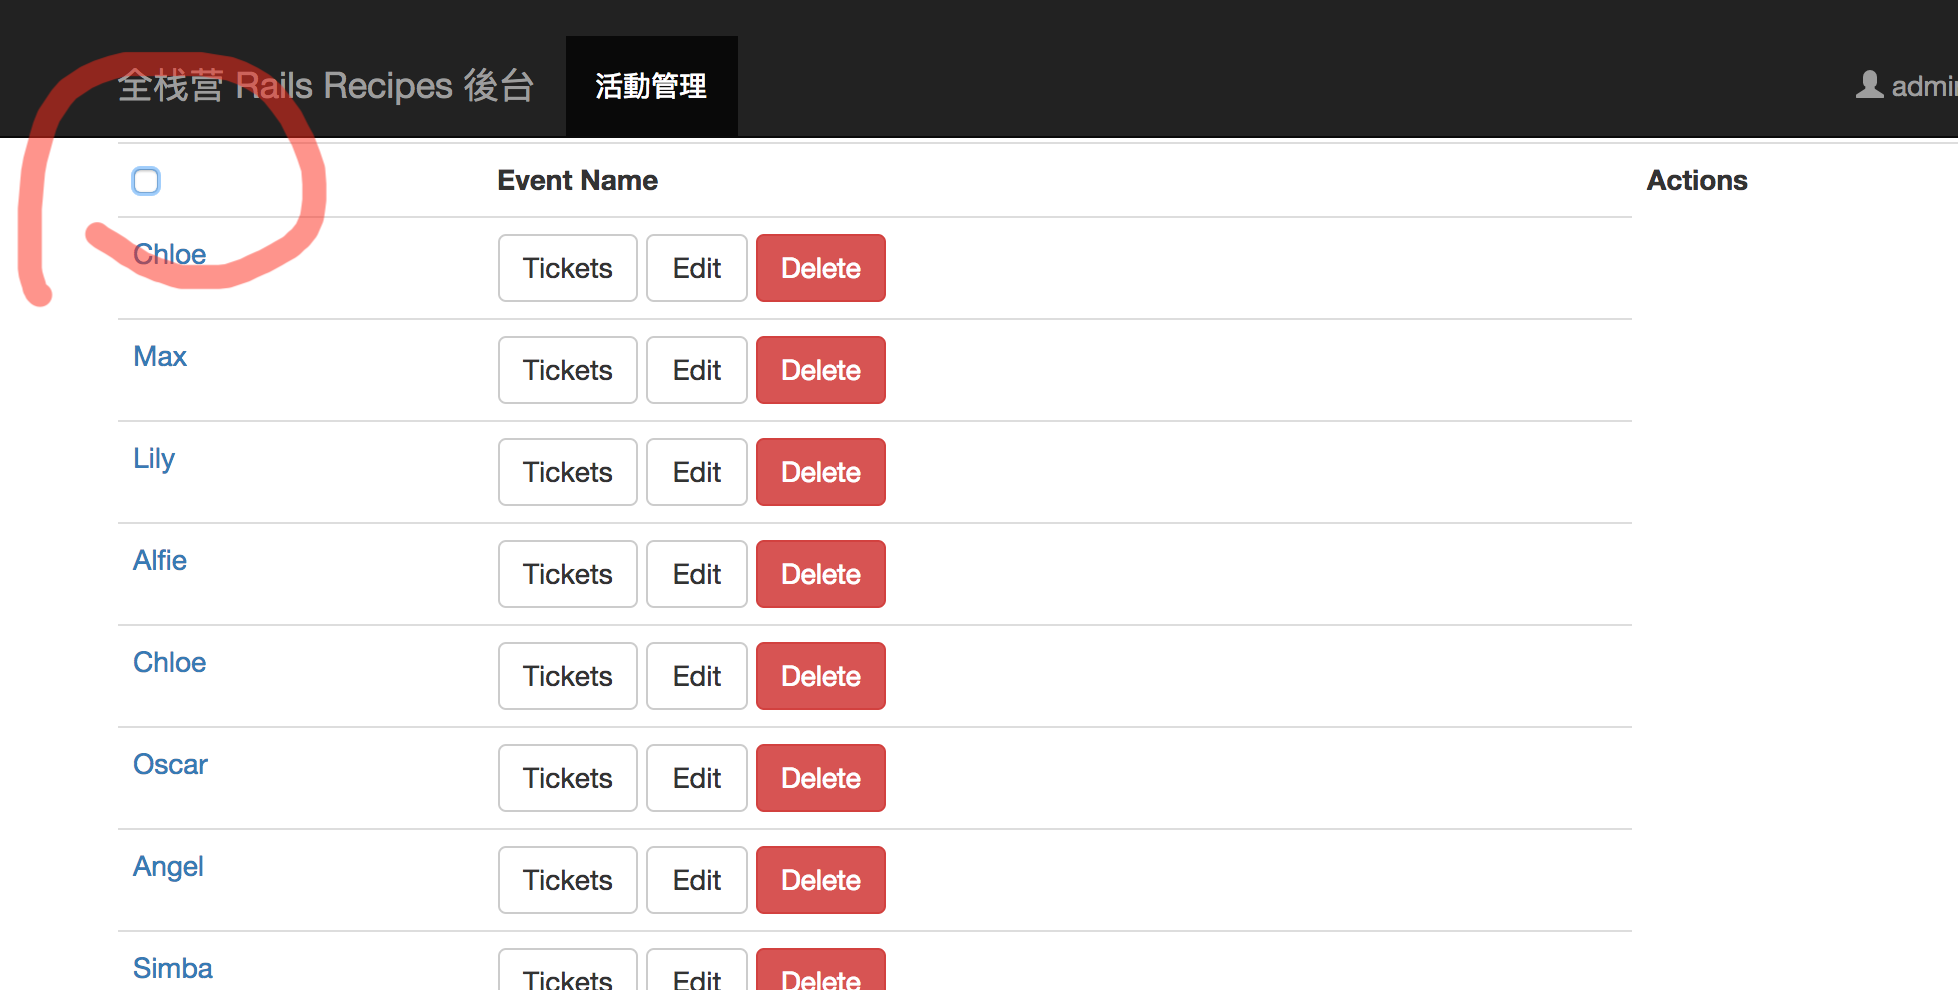 全栈营 Rails Recipes 後台 活動管理 admin
Event Name Actions
Chloe Tickets Edit Delete
Max Tickets Edit Delete
Lily Tickets Edit Delete
Alfie Tickets Edit Delete
Chloe Tickets Edit Delete
Oscar Tickets Edit Delete
Angel Tickets Edit Delete
Simba Tickets Edit Delete